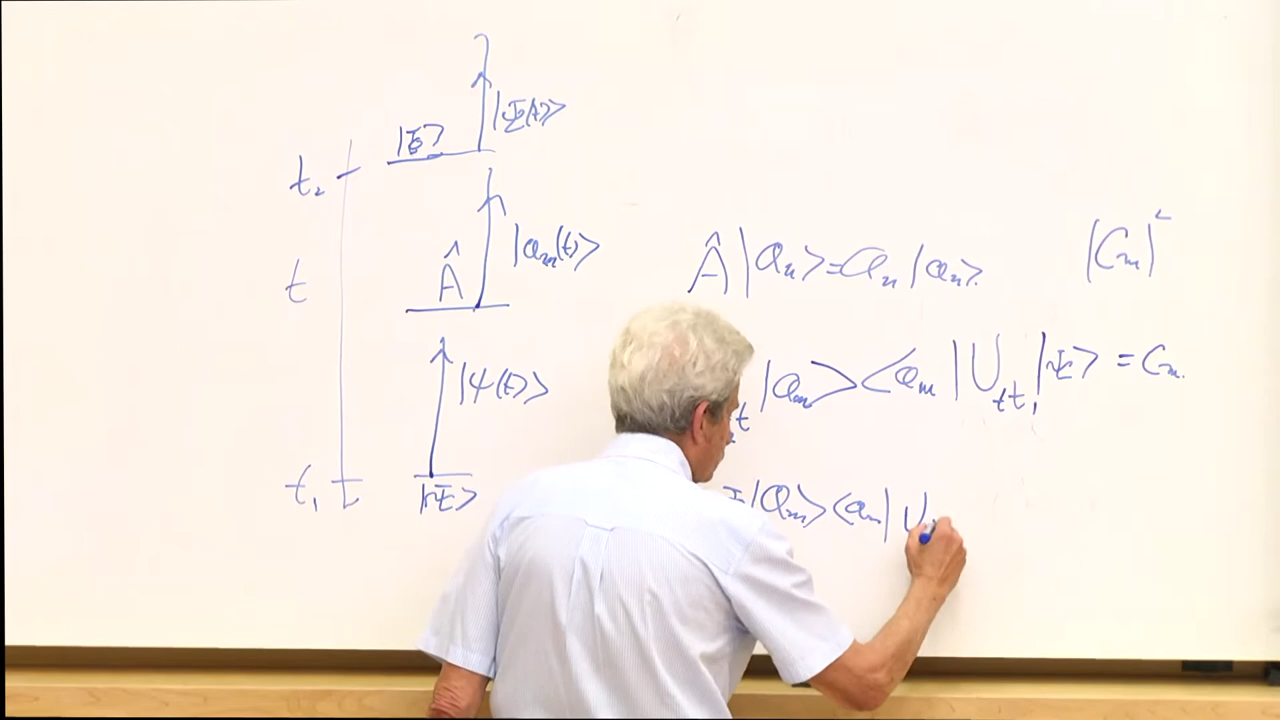 |Φ(t)⟩
|Φ⟩
t₂
|aₘ(t)⟩
Â
t
|ψ(t)⟩
t₁
|Ψ⟩
Â|aₙ⟩=aₙ|aₙ⟩
|Cₘ|²
t|aₘ⟩⟨aₘ|U_{tt₁}|Ψ⟩=Cₘ
=|aₘ⟩⟨aₘ|U